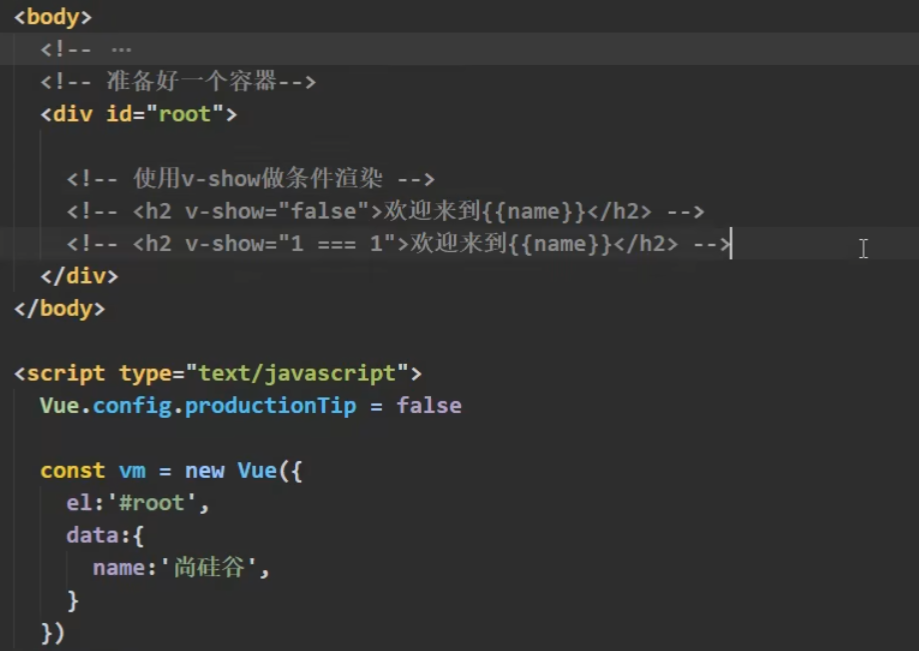 <body>
<!-- ⋯
<!-- 准备好一个容器-->
<div id="root">
<!-- 使用v-show做条件渲染 -->
<!-- <h2 v-show="false">欢迎来到{{name}}</h2> -->
<!-- <h2 v-show="1 === 1">欢迎来到{{name}}</h2> -->
</div>
</body>
<script type="text/javascript">
Vue.config.productionTip = false
const vm = new Vue({
el:'#root',
data:{
name:'尚硅谷',
}
})